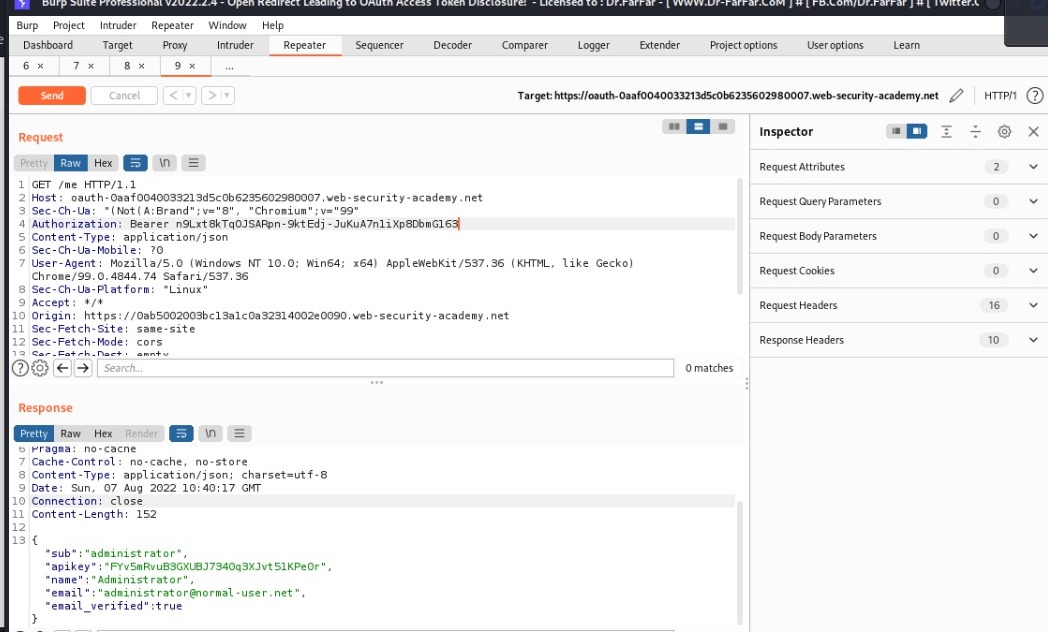 Burp Suite Professional v2022.2.4 - Open Redirect Leading to OAuth Access Token Disclosure! - Licensed to : Dr.FarFar - [ WWW.Dr-FarFar.CoM ] # [ FB.Com/Dr.FarFar ] # [ Twitter.C
Burp Project Intruder Repeater Window Help
Dashboard Target Proxy Intruder Repeater Sequencer Decoder Comparer Logger Extender Project options User options Learn
6 × 7 × 8 × 9 × ...
Send Cancel < > Target: https://oauth-0aaf0040033213d5c0b6235602980007.web-security-academy.net HTTP/1 ?
Request
Pretty Raw Hex \n
1 GET /me HTTP/1.1
2 Host: oauth-0aaf0040033213d5c0b6235602980007.web-security-academy.net
3 Sec-Ch-Ua: "(Not(A:Brand";v="8", "Chromium";v="99"
4 Authorization: Bearer n9Lxt8kTqOJSARpn-9ktEdj-JuKuA7nliXp8DbmGl63
5 Content-Type: application/json
6 Sec-Ch-Ua-Mobile: ?0
7 User-Agent: Mozilla/5.0 (Windows NT 10.0; Win64; x64) AppleWebKit/537.36 (KHTML, like Gecko)
Chrome/99.0.4844.74 Safari/537.36
8 Sec-Ch-Ua-Platform: "Linux"
9 Accept: */*
10 Origin: https://0ab5002003bc13a1c0a32314002e0090.web-security-academy.net
11 Sec-Fetch-Site: same-site
12 Sec-Fetch-Mode: cors
13 Sec-Fetch-Dest: empty
? Search... 0 matches
Response
Pretty Raw Hex Render \n
6 Pragma: no-cache
7 Cache-Control: no-cache, no-store
8 Content-Type: application/json; charset=utf-8
9 Date: Sun, 07 Aug 2022 10:40:17 GMT
10 Connection: close
11 Content-Length: 152
12
13 {
"sub":"administrator",
"apikey":"FYv5mRvuB3GXUBJ7340q3XJvt51KPeOr",
"name":"Administrator",
"email":"administrator@normal-user.net",
"email_verified":true
}
Inspector
Request Attributes 2
Request Query Parameters 0
Request Body Parameters 0
Request Cookies 0
Request Headers 16
Response Headers 10